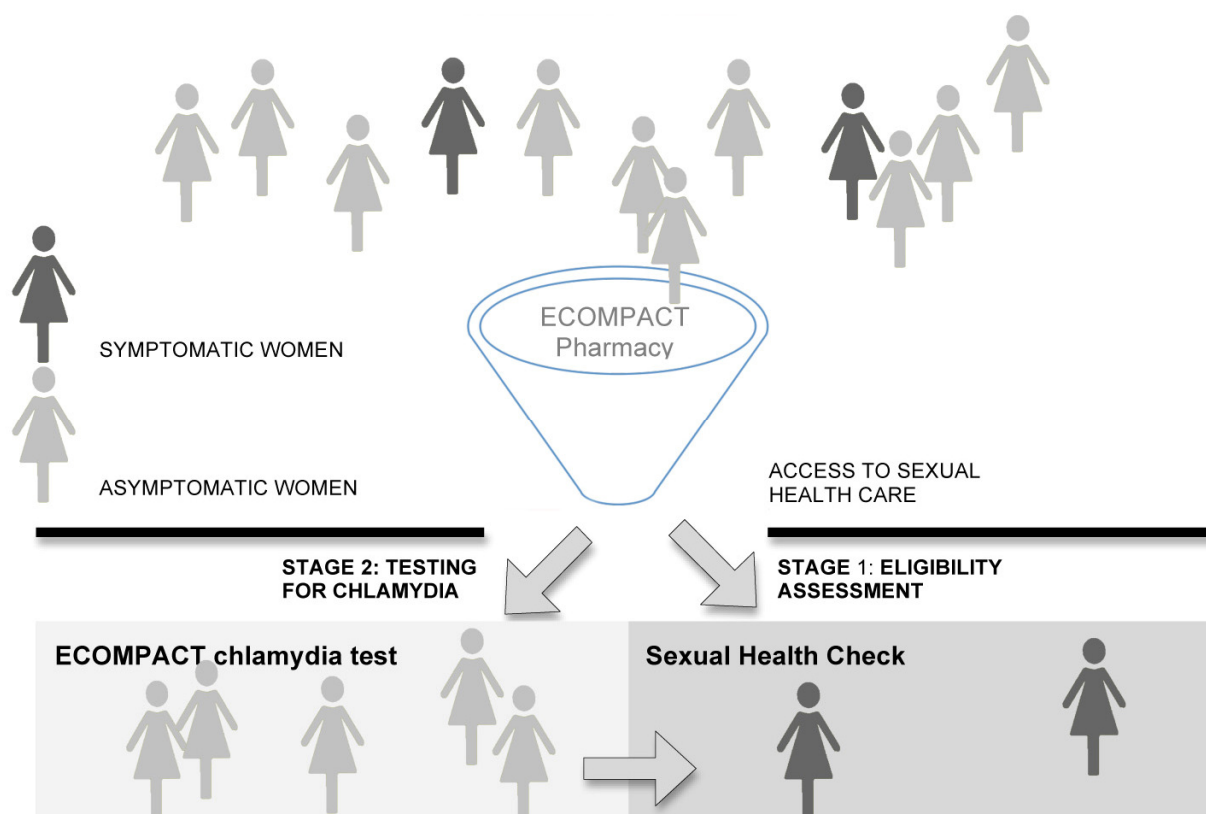 ECOMPACT
Pharmacy
SYMPTOMATIC WOMEN
ASYMPTOMATIC WOMEN
ACCESS TO SEXUAL
HEALTH CARE
STAGE 2: TESTING
FOR CHLAMYDIA
STAGE 1: ELIGIBILITY
ASSESSMENT
ECOMPACT chlamydia test
Sexual Health Check